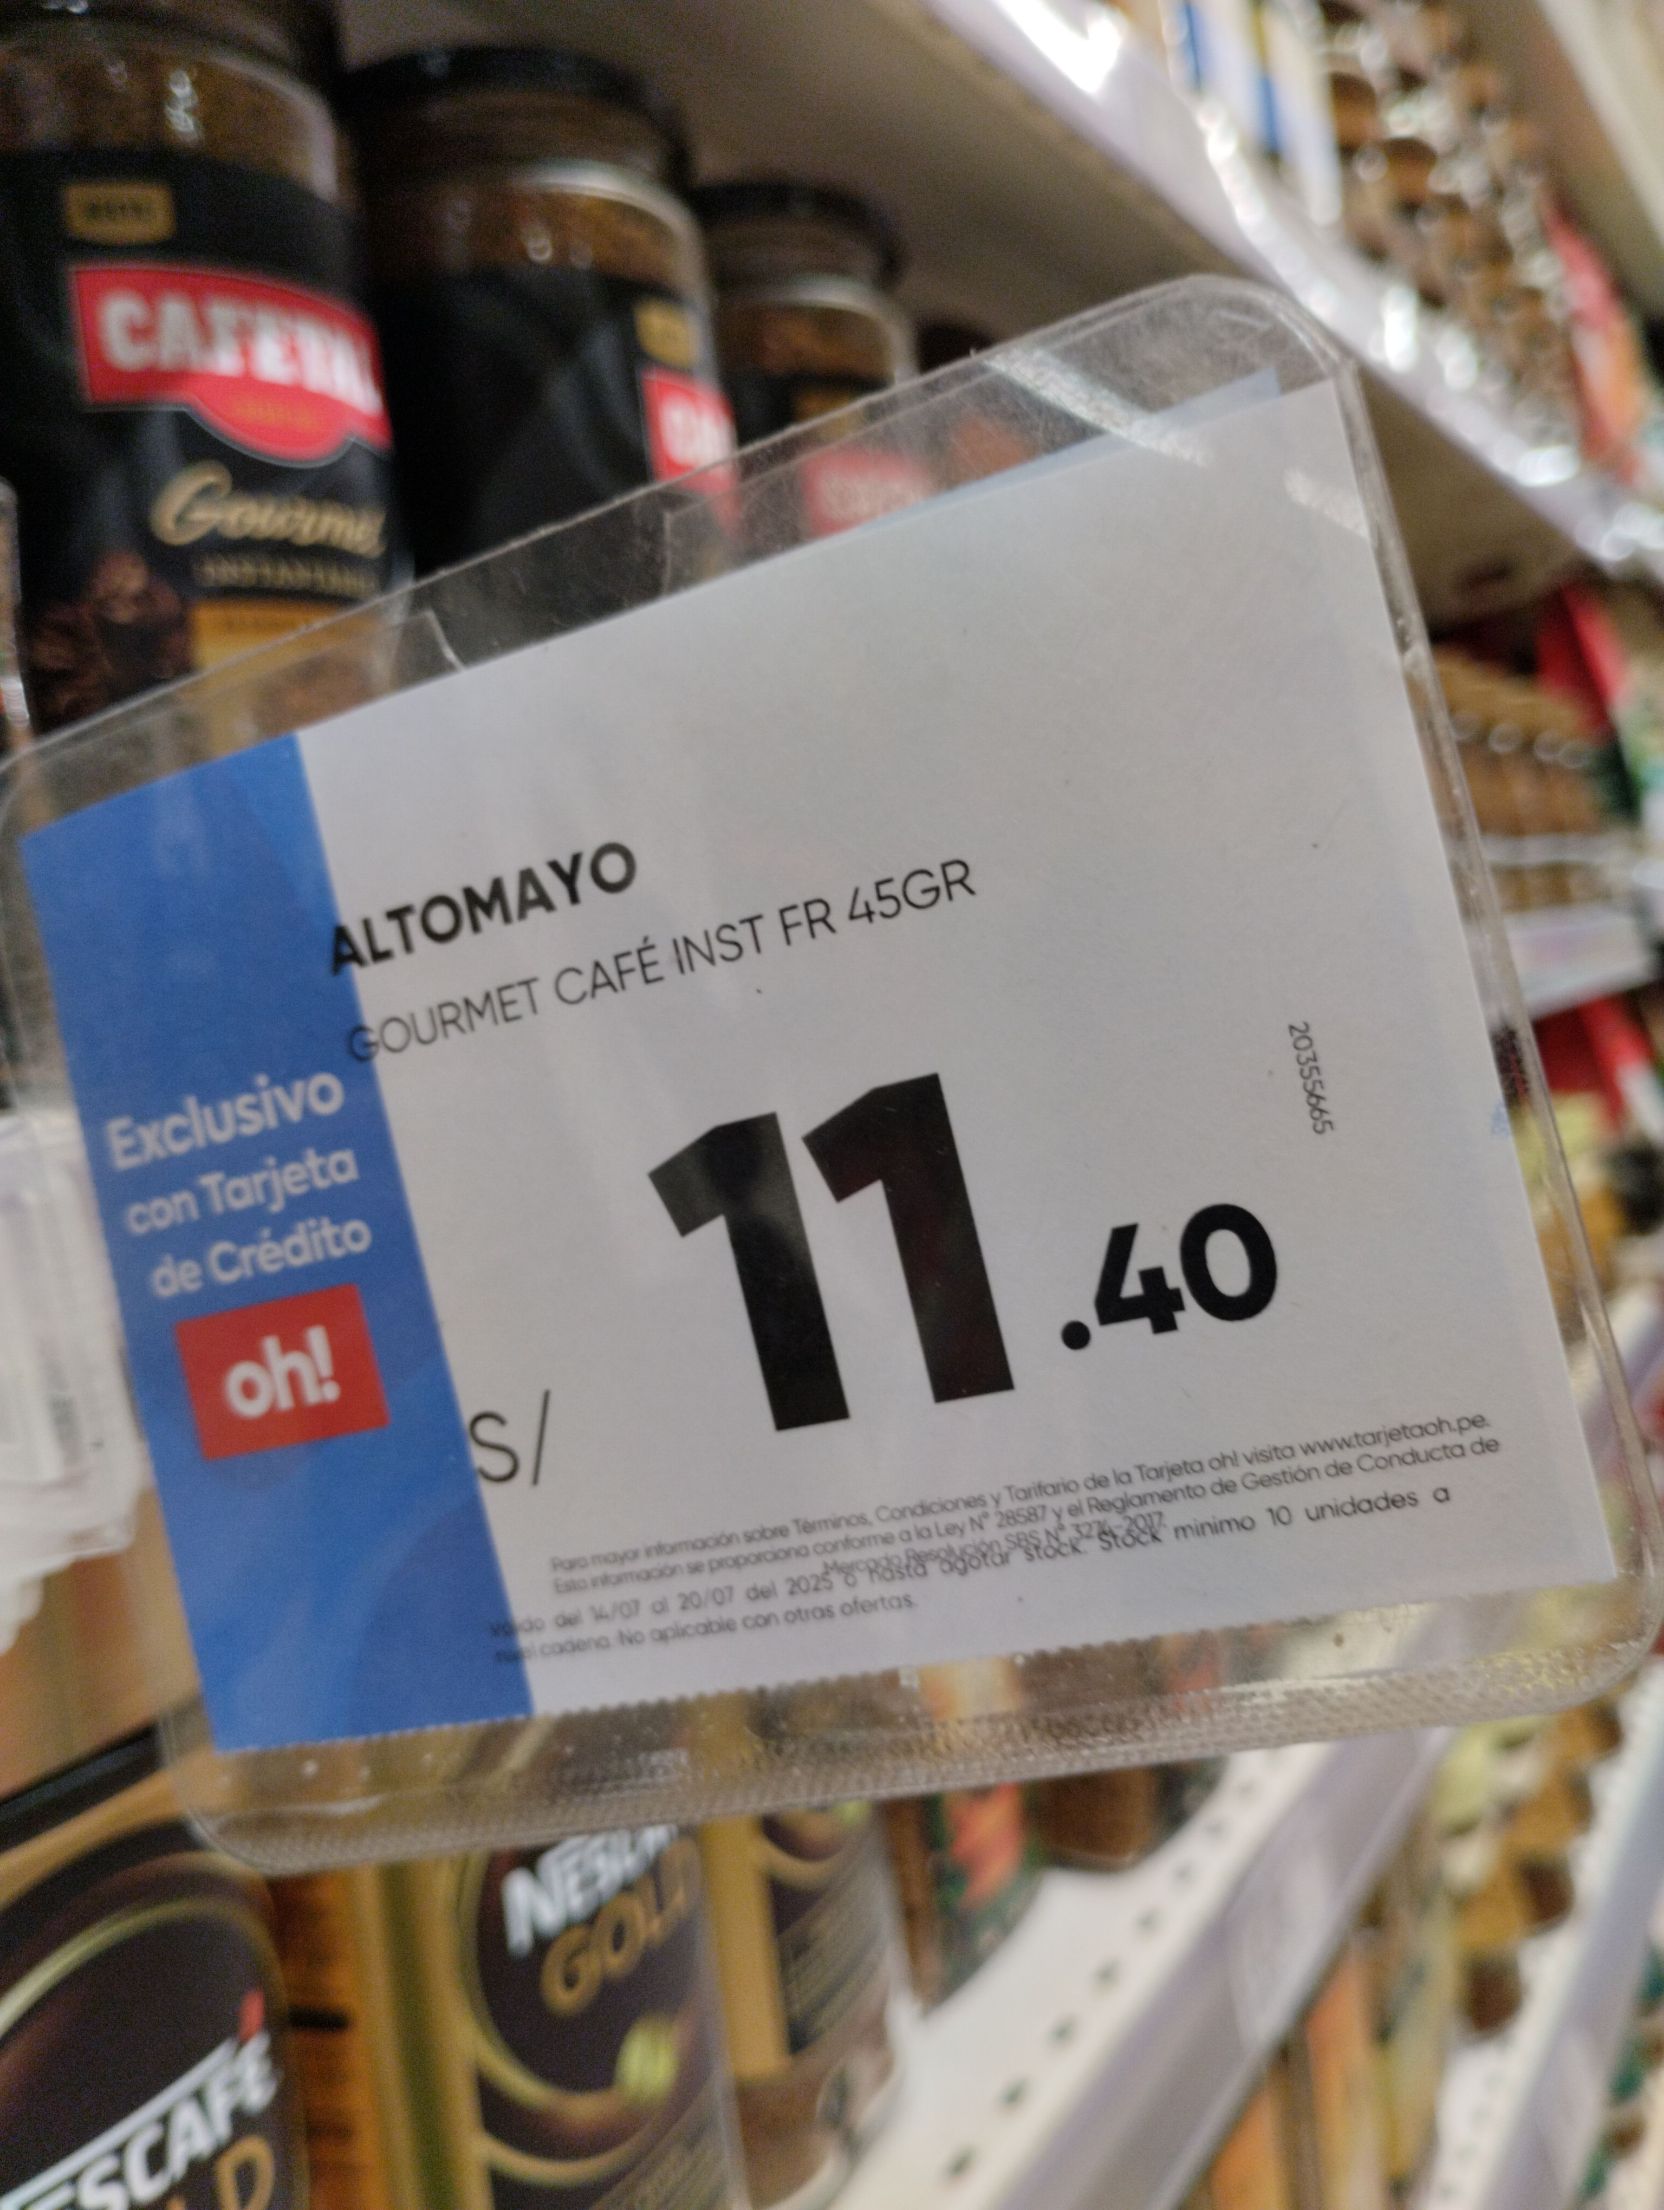 CAFETAL
Gourmet
ALTOMAYO
GOURMET CAFÉ INST FR 45GR
20355665
Exclusivo
con Tarjeta
de Crédito
oh!
S/ 11.40
Para mayor información sobre Términos, Condiciones y Tarifario de la Tarjeta oh! visita www.tarjetaoh.pe.
Esta información se proporciona conforme a la Ley N° 28587 y el Reglamento de Gestión de Conducta de
Mercado Resolución SBS N° 3274-2017.
Válido del 14/07 al 20/07 del 2025 o hasta agotar stock. Stock mínimo 10 unidades a
nivel cadena. No aplicable con otras ofertas.
NESCAFÉ
GOLD